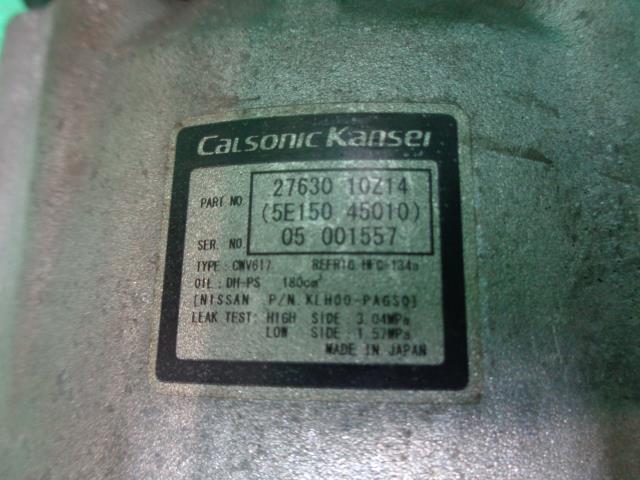 CALSONIC KANSEI
PART NO. 27630 10Z14
(5E150 45010)
SER. NO. 05 001557
TYPE : CWV617 REFRIG HFC-134a
OIL : DH-PS 180cm³
[NISSAN P/N KLH00-PAGS0]
LEAK TEST: HIGH SIDE 3.04MPa
LOW SIDE 1.57MPa
MADE IN JAPAN